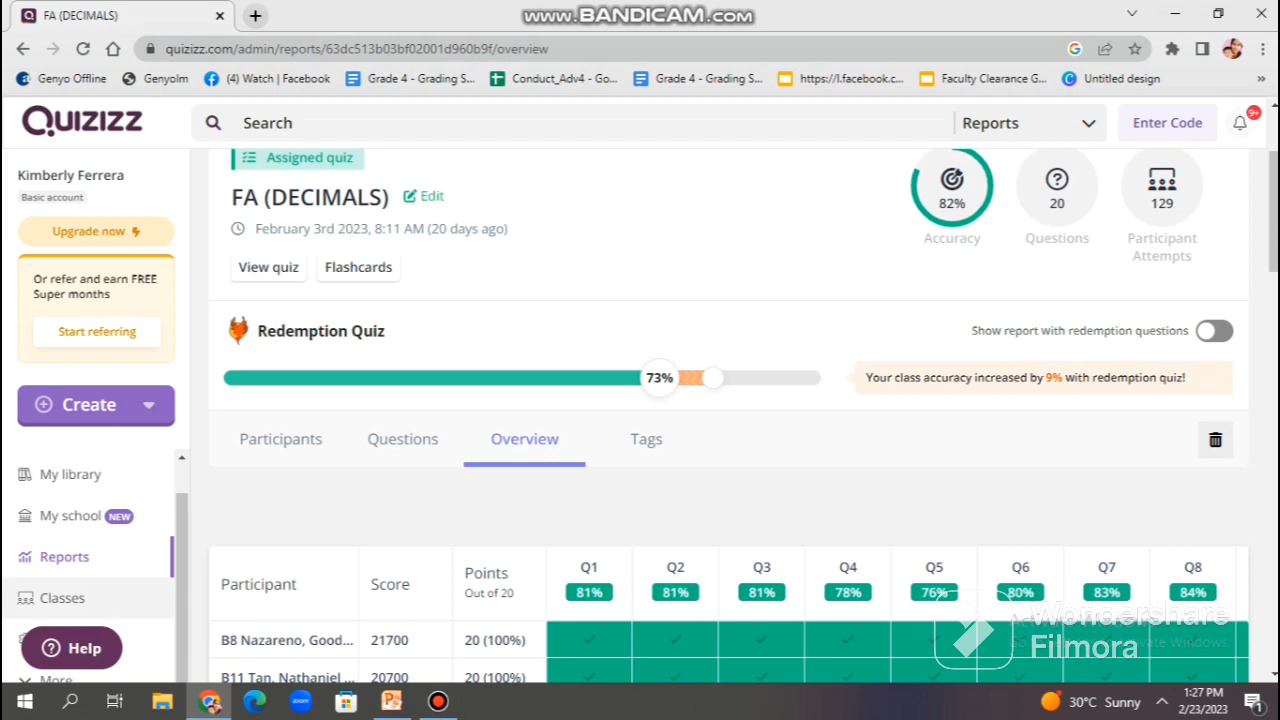 FA (DECIMALS)
www.BANDICAM.com
quizizz.com/admin/reports/63dc513b03bf02001d960b9f/overview
Genyo Offline
Genyolm
(4) Watch | Facebook
Grade 4 - Grading S...
Conduct_Adv4 - Go...
Grade 4 - Grading S...
https://l.facebook.c...
Faculty Clearance G...
Untitled design
»
QUIZIZZ
Search
Reports
Enter Code
9+
Kimberly Ferrera
Basic account
Upgrade now
Or refer and earn FREE
Super months
Start referring
Create
My library
My school NEW
Reports
Classes
Help
More
Assigned quiz
FA (DECIMALS)
Edit
February 3rd 2023, 8:11 AM (20 days ago)
View quiz
Flashcards
82%
Accuracy
20
Questions
129
Participant
Attempts
Redemption Quiz
Show report with redemption questions
73%
Your class accuracy increased by 9% with redemption quiz!
Participants
Questions
Overview
Tags
Participant
Score
Points
Out of 20
Q1
81%
Q2
81%
Q3
81%
Q4
78%
Q5
76%
Q6
80%
Q7
83%
Q8
84%
B8 Nazareno, Good...
21700
20 (100%)
B11 Tan, Nathaniel
20700
20 (100%)
Wondershare
Filmora
30°C Sunny
1:27 PM
2/23/2023
1